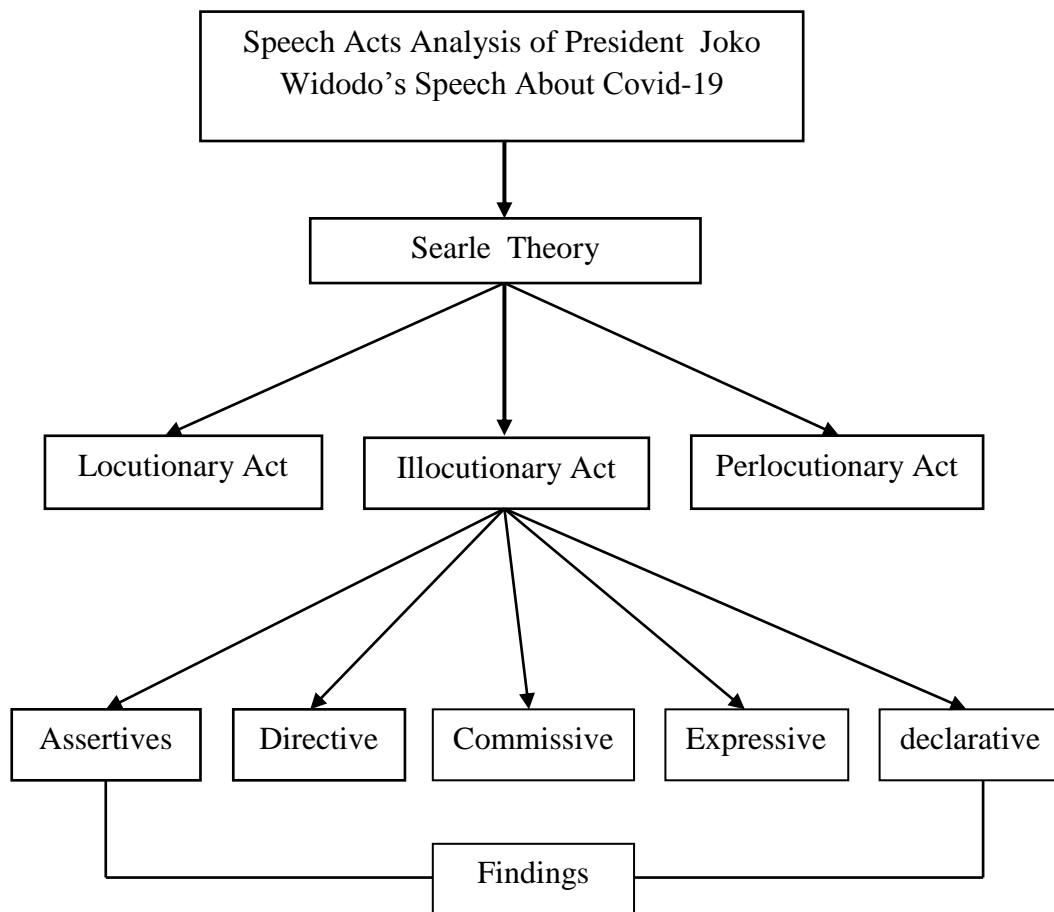 Speech Acts Analysis of President Joko
Widodo’s Speech About Covid-19
Searle Theory
Locutionary Act
Illocutionary Act
Perlocutionary Act
Assertives
Directive
Commissive
Expressive
declarative
Findings